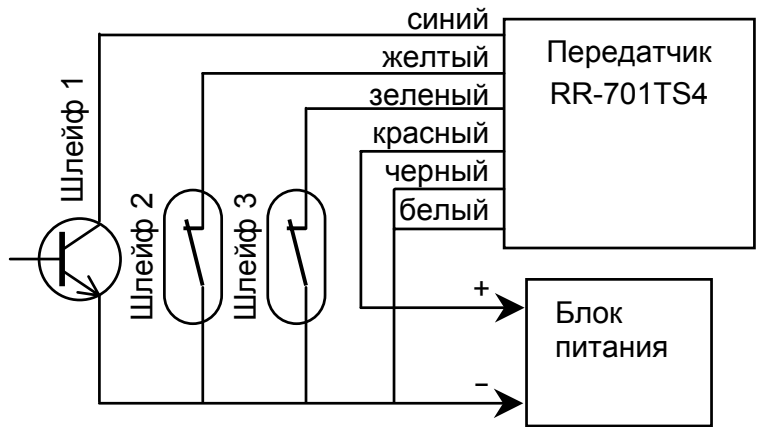 синий
желтый
зеленый
красный
черный
белый
Передатчик
RR-701TS4
Шлейф 1
Шлейф 2
Шлейф 3
+
–
Блок
питания